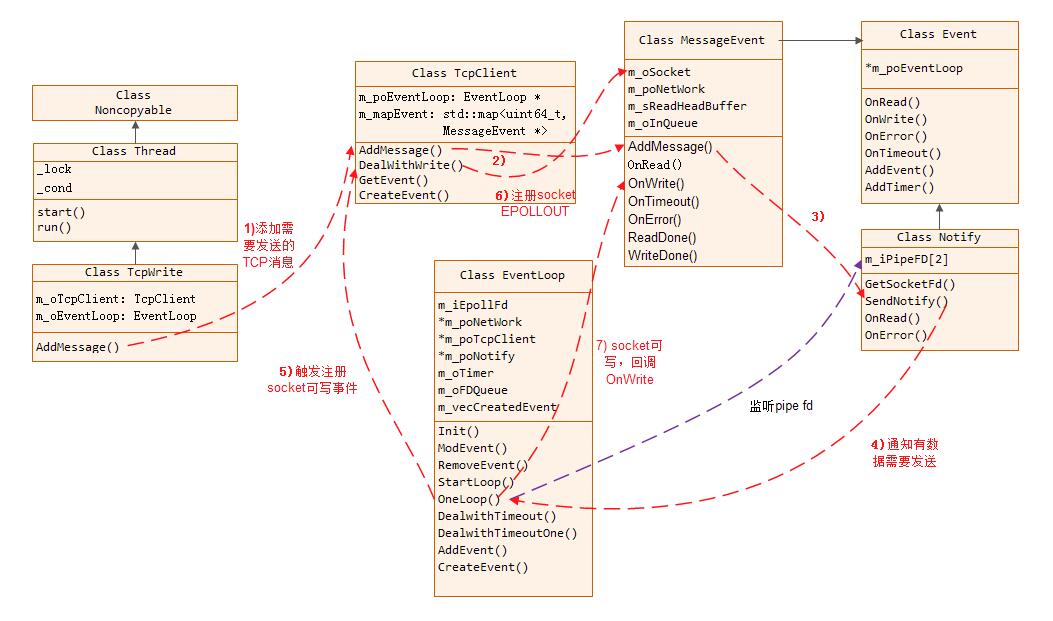 Class
Noncopyable
Class Thread
_lock
_cond
start()
run()
Class TcpWrite
m_oTcpClient: TcpClient
m_oEventLoop: EventLoop
AddMessage()
1)添加需
要发送的
TCP消息
Class TcpClient
m_poEventLoop: EventLoop *
m_mapEvent: std::map<uint64_t,
MessageEvent *>
AddMessage()
DealWithWrite()
GetEvent()
CreateEvent()
2)
6)注册socket
EPOLLOUT
Class MessageEvent
m_oSocket
m_poNetWork
m_sReadHeadBuffer
m_oInQueue
AddMessage()
OnRead()
OnWrite()
OnTimeout()
OnError()
ReadDone()
WriteDone()
3)
Class Event
*m_poEventLoop
OnRead()
OnWrite()
OnError()
OnTimeout()
AddEvent()
AddTimer()
Class Notify
m_iPipeFD[2]
GetSocketFd()
SendNotify()
OnRead()
OnError()
Class EventLoop
m_iEpollFd
*m_poNetWork
*m_poTcpClient
*m_poNotify
m_oTimer
m_oFDQueue
m_vecCreatedEvent
Init()
ModEvent()
RemoveEvent()
StartLoop()
OneLoop()
DealwithTimeout()
DealwithTimeoutOne()
AddEvent()
CreateEvent()
5)触发注册
socket可写事件
7) socket可
写，回调
OnWrite
监听pipe fd
4)通知有数
据需要发送